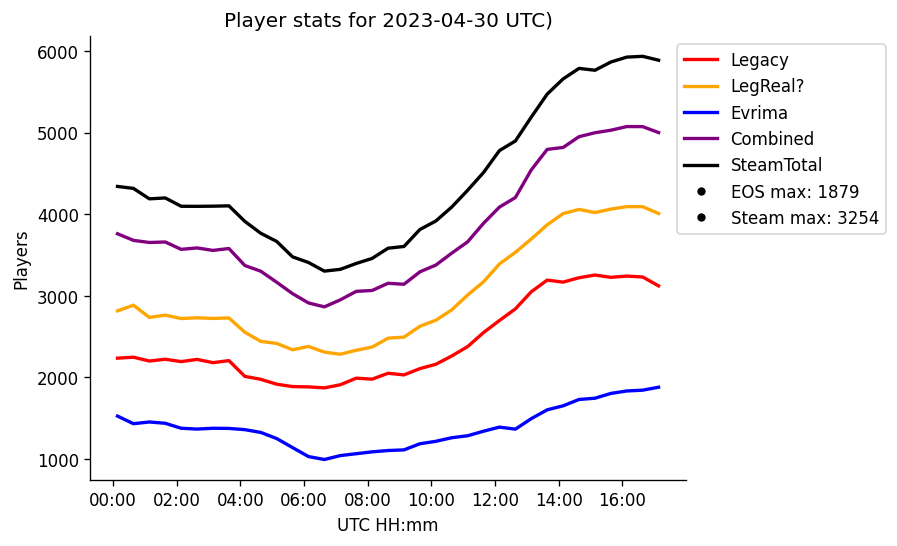 Player stats for 2023-04-30 UTC)
6000
5000
4000
3000
2000
1000
Players
00:00 02:00 04:00 06:00 08:00 10:00 12:00 14:00 16:00
UTC HH:mm
Legacy
LegReal?
Evrima
Combined
SteamTotal
EOS max: 1879
Steam max: 3254